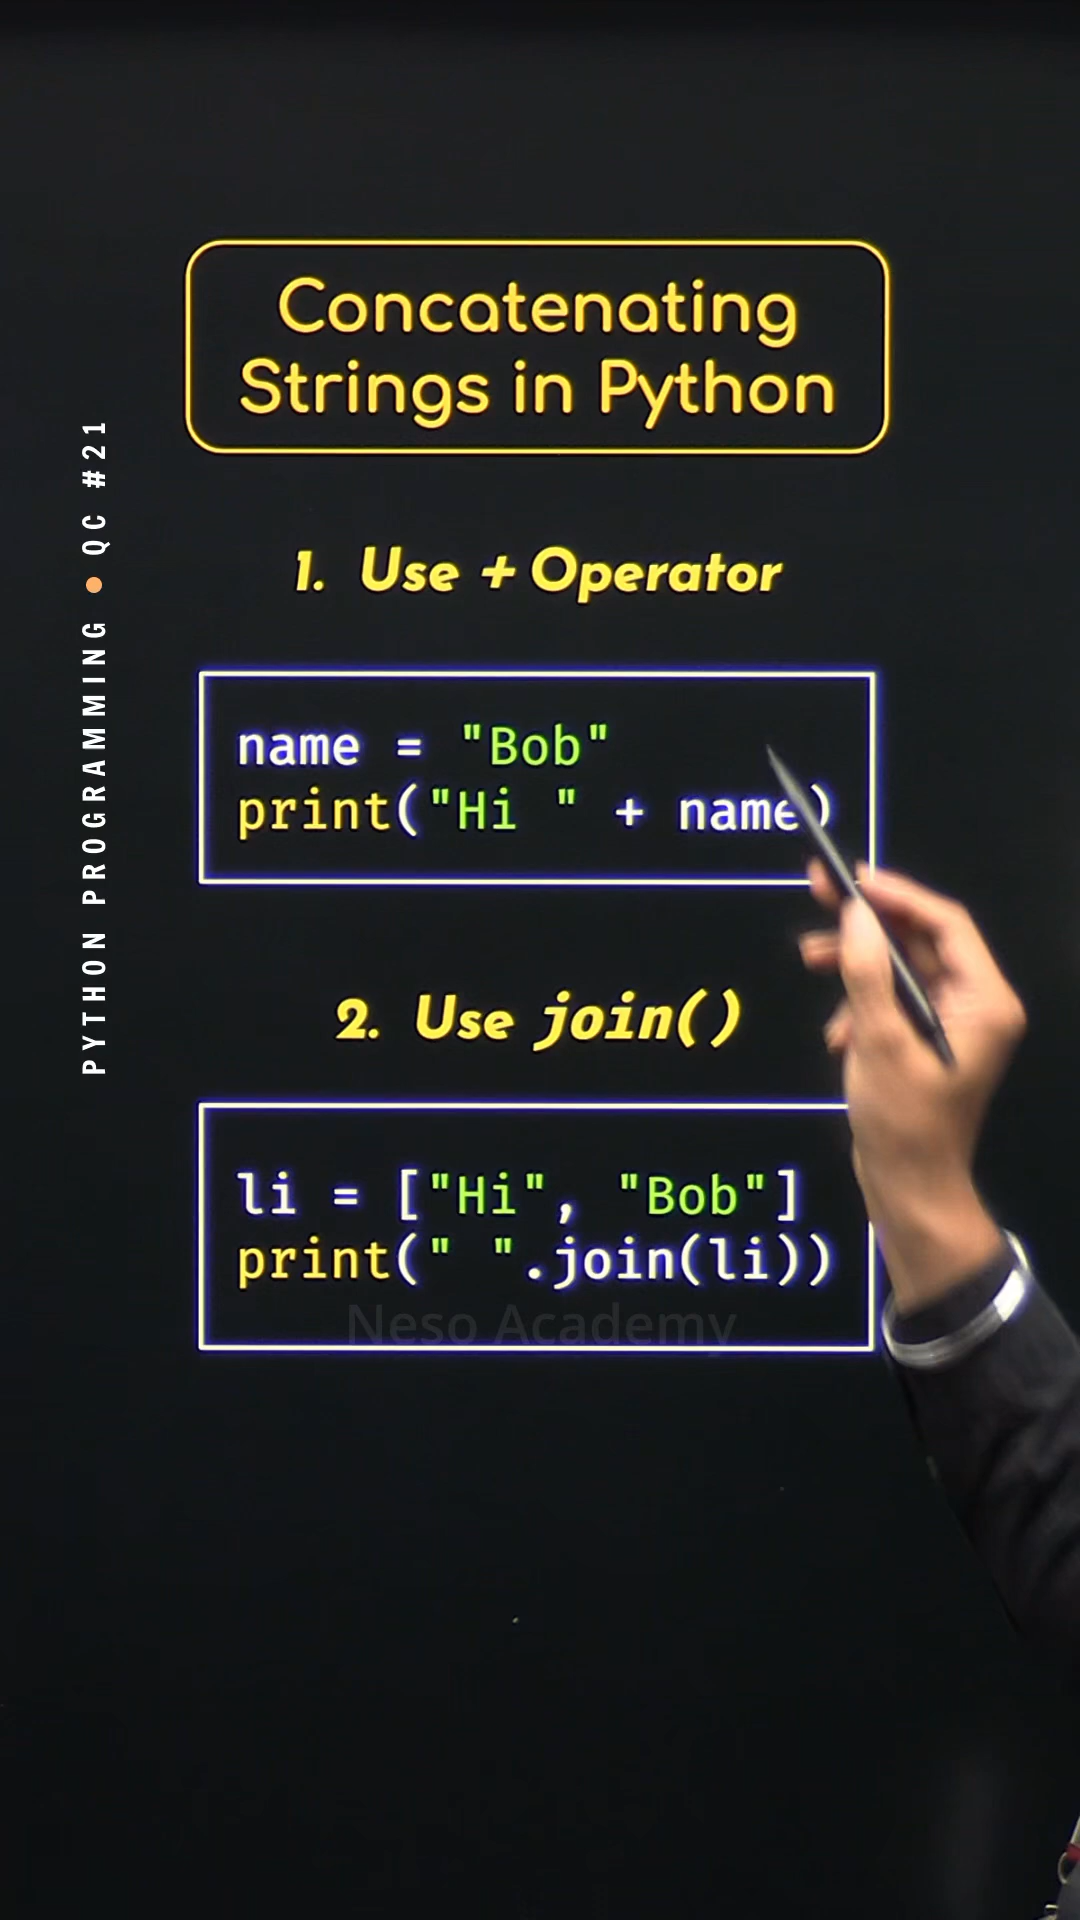 Concatenating
Strings in Python
1. Use + Operator
name = "Bob"
print("Hi " + name)
2. Use join()
li = ["Hi", "Bob"]
print(" ".join(li))
Neso Academy
PYTHON PROGRAMMING ● QC #21